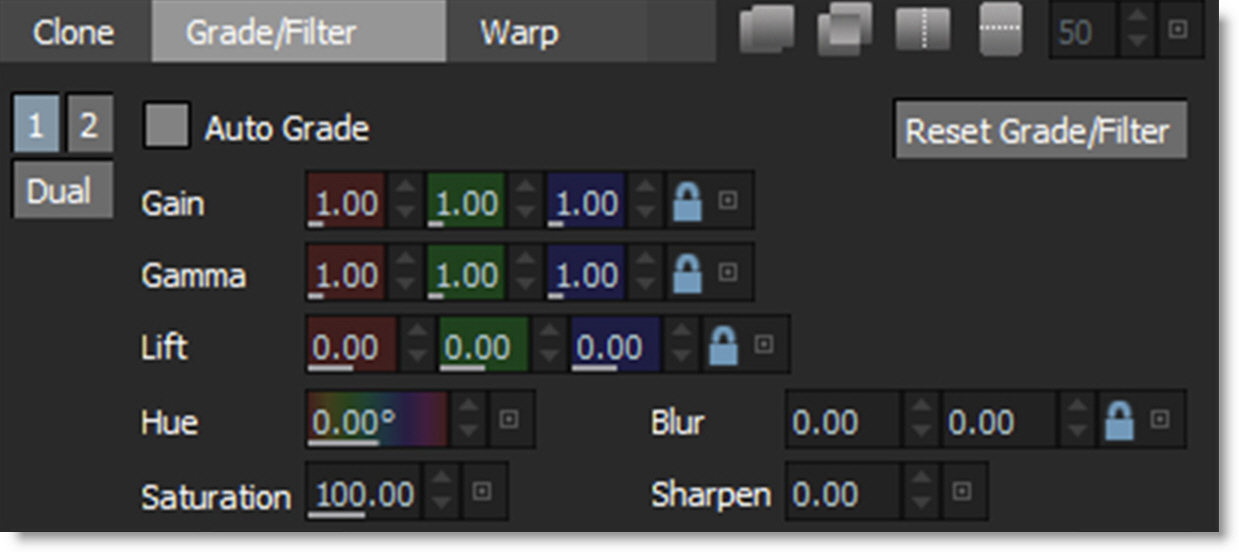 Clone Grade/Filter Warp 50
1 2 Auto Grade Reset Grade/Filter
Dual
Gain 1.00 1.00 1.00
Gamma 1.00 1.00 1.00
Lift 0.00 0.00 0.00
Hue 0.00° Blur 0.00 0.00
Saturation 100.00 Sharpen 0.00